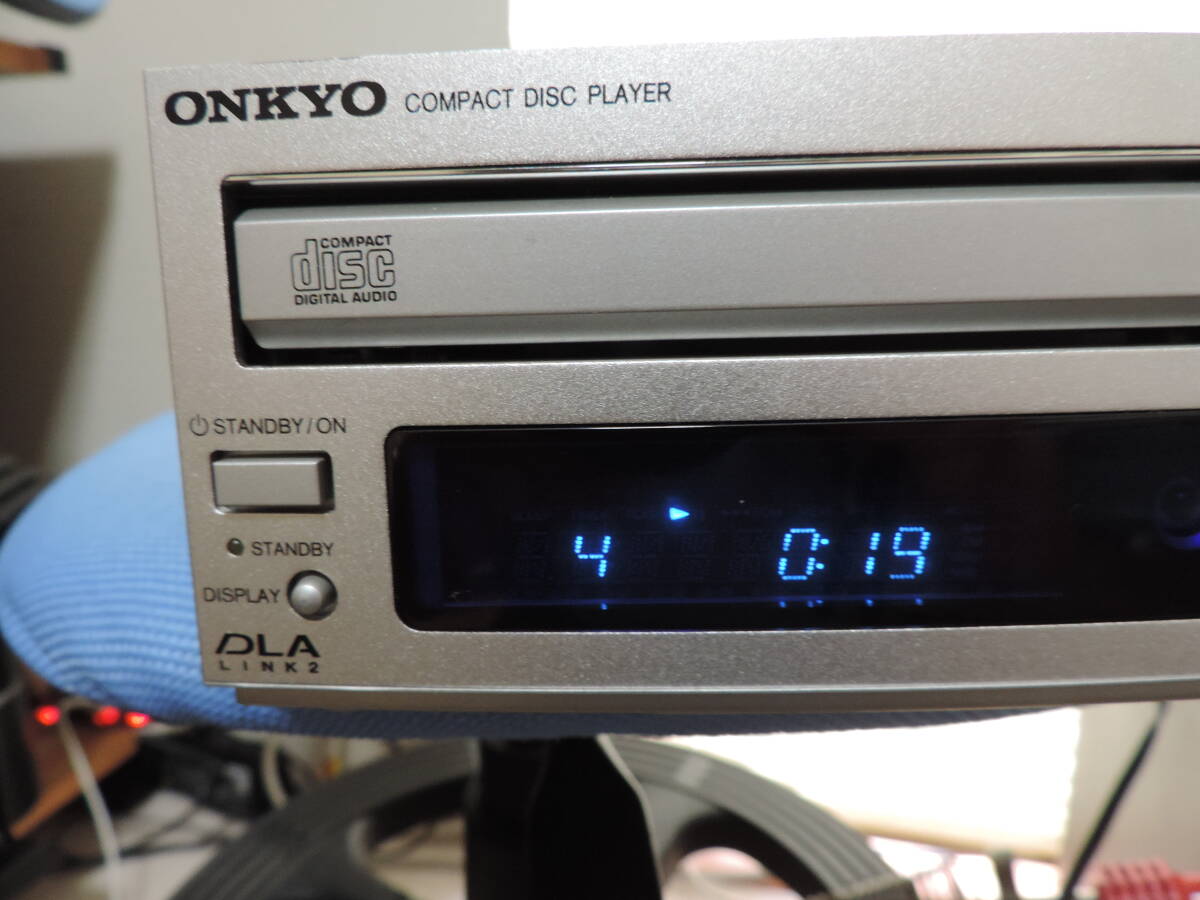 ONKYO COMPACT DISC PLAYER
COMPACT
disc
DIGITAL AUDIO
STANDBY/ON
STANDBY
DISPLAY
4 0:19
DLA
LINK2